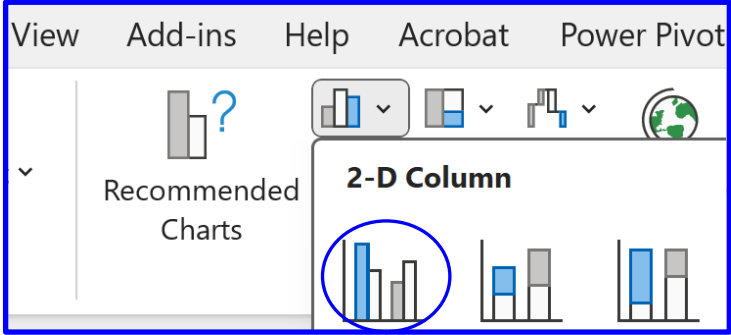 View Add-ins Help Acrobat Power Pivot
?
Recommended
Charts
2-D Column